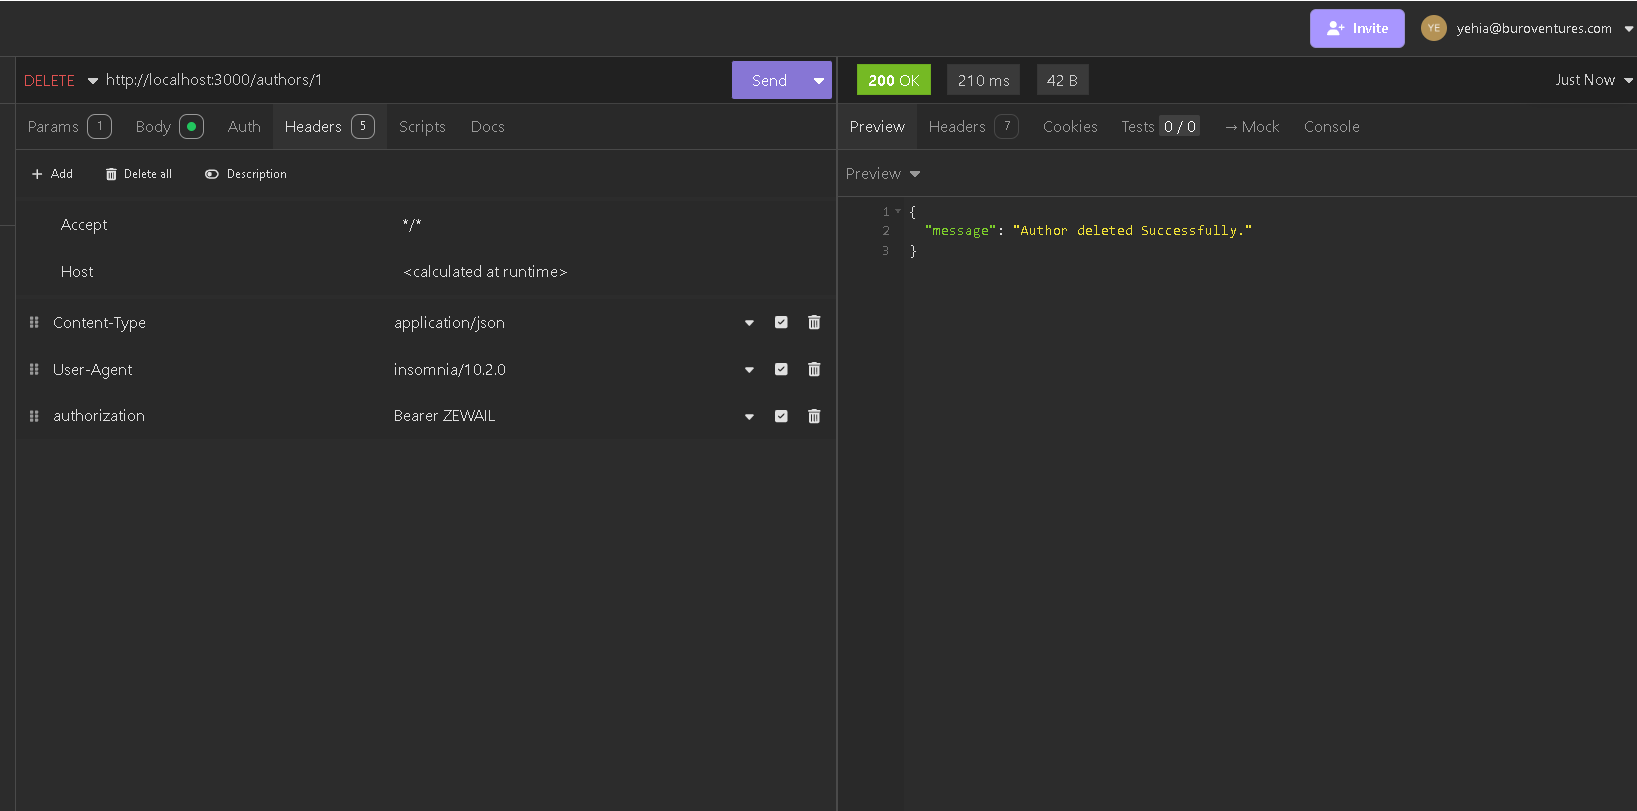 Invite YE yehia@buroventures.com
DELETE http://localhost:3000/authors/1 Send
200 OK 210 ms 42 B Just Now
Params 1 Body Auth Headers 5 Scripts Docs
Preview Headers 7 Cookies Tests 0 / 0 → Mock Console
+ Add Delete all Description
Preview
Accept */*
Host <calculated at runtime>
Content-Type application/json
User-Agent insomnia/10.2.0
authorization Bearer ZEWAIL
1 {
2 "message": "Author deleted Successfully."
3 }